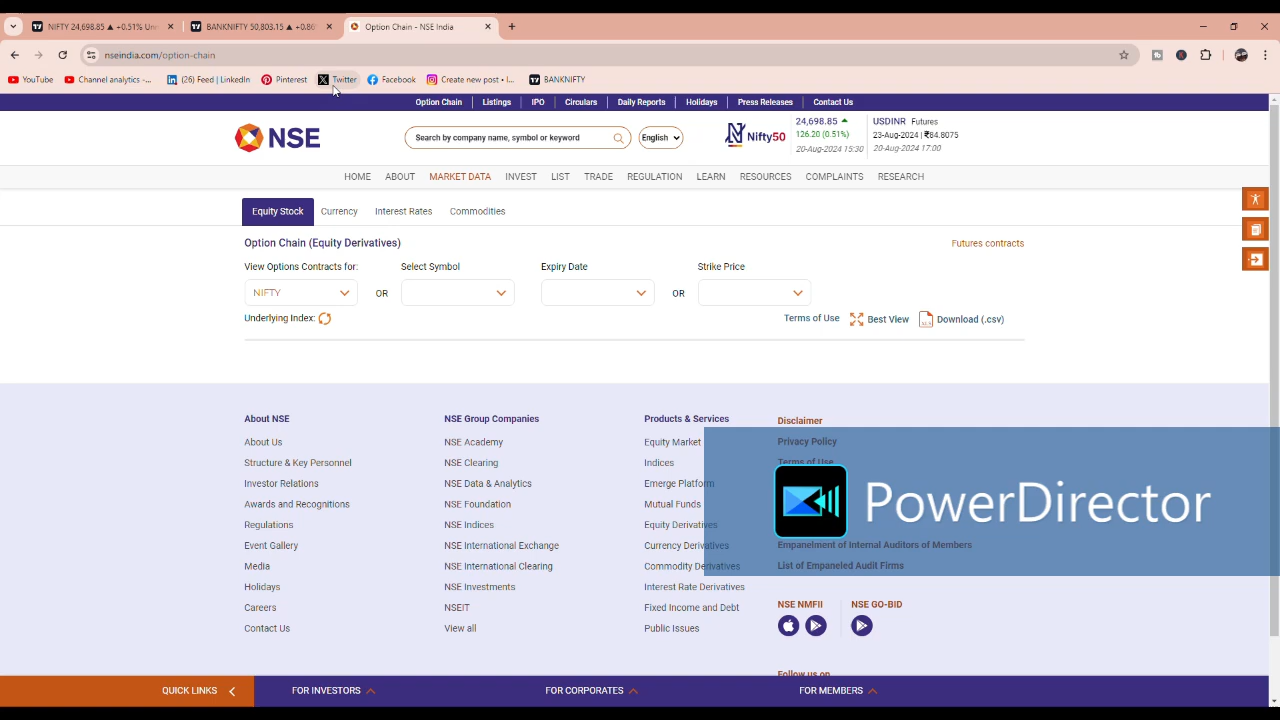 NIFTY 24,698.85 ▲ +0.51% Unn
BANKNIFTY 50,803.15 ▲ +0.86%
Option Chain - NSE India
nseindia.com/option-chain
YouTube
Channel analytics -...
(26) Feed | LinkedIn
Pinterest
Twitter
Facebook
Create new post • I...
BANKNIFTY
Option Chain
Listings
IPO
Circulars
Daily Reports
Holidays
Press Releases
Contact Us
NSE
Search by company name, symbol or keyword
English
Nifty50
24,698.85
126.20 (0.51%)
20-Aug-2024 15:30
USDINR Futures
23-Aug-2024 | ₹84.8075
20-Aug-2024 17:00
HOME
ABOUT
MARKET DATA
INVEST
LIST
TRADE
REGULATION
LEARN
RESOURCES
COMPLAINTS
RESEARCH
Equity Stock
Currency
Interest Rates
Commodities
Option Chain (Equity Derivatives)
Futures contracts
View Options Contracts for:
Select Symbol
Expiry Date
Strike Price
NIFTY
OR
OR
Underlying Index:
Terms of Use
Best View
Download (.csv)
About NSE
About Us
Structure & Key Personnel
Investor Relations
Awards and Recognitions
Regulations
Event Gallery
Media
Holidays
Careers
Contact Us
NSE Group Companies
NSE Academy
NSE Clearing
NSE Data & Analytics
NSE Foundation
NSE Indices
NSE International Exchange
NSE International Clearing
NSE Investments
NSEIT
View all
Products & Services
Equity Market
Indices
Emerge Platform
Mutual Funds
Equity Derivatives
Currency Derivatives
Commodity Derivatives
Interest Rate Derivatives
Fixed Income and Debt
Public Issues
Disclaimer
Privacy Policy
Terms of Use
PowerDirector
Empanelment of Internal Auditors of Members
List of Empaneled Audit Firms
NSE NMFII
NSE GO-BID
Follow us on
QUICK LINKS
FOR INVESTORS
FOR CORPORATES
FOR MEMBERS